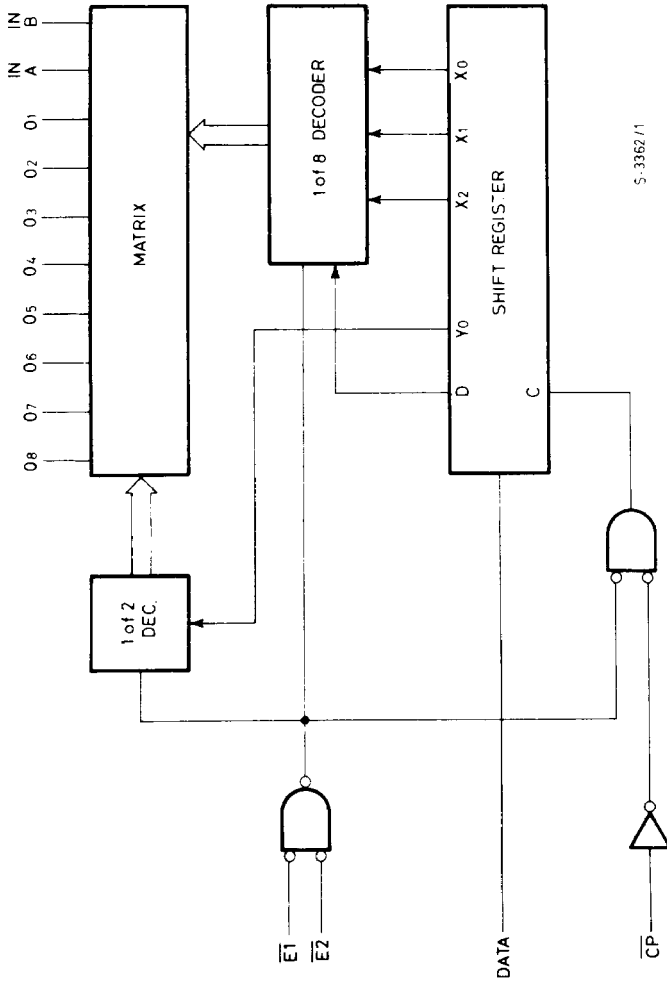 O8
O7
O6
O5
O4
O3
O2
O1
IN
A
IN
B
MATRIX
1 of 2
DEC.
1 of 8 DECODER
X2
X1
X0
D
Y0
SHIFT REGISTER
C
E1
E2
DATA
CP
S-3362/1